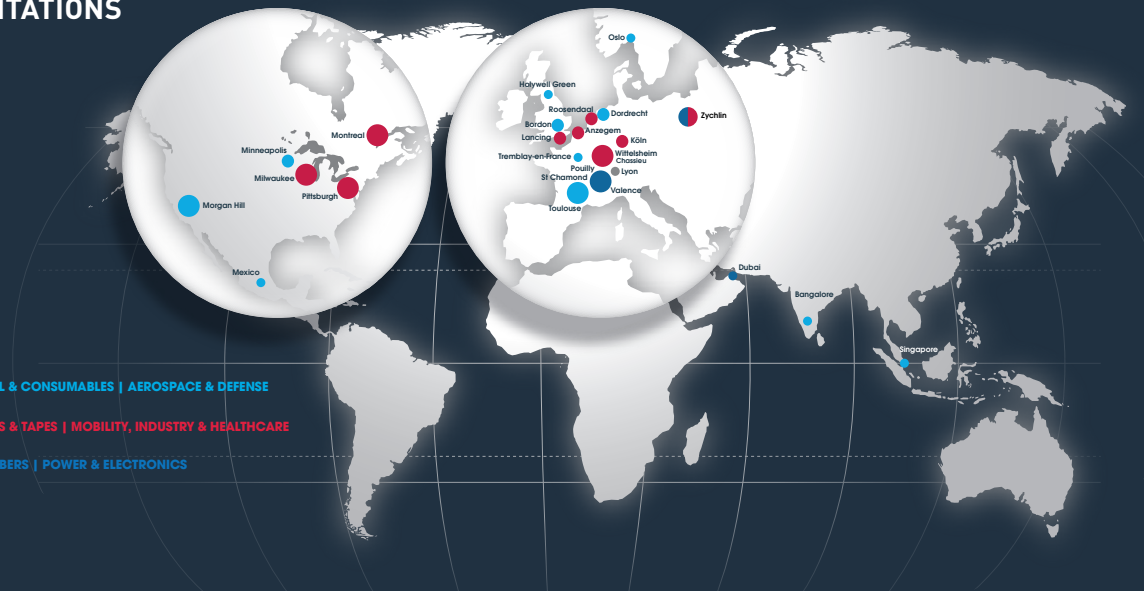 ITATIONS
Oslo
Holywell Green
Roosendaal
Dordrecht
Zychlin
Bordon
Anzegem
Lancing
Köln
Tremblay-en-France
Wittelsheim
Chassieu
Pouilly
Lyon
St Chamond
Valence
Toulouse
Montreal
Minneapolis
Milwaukee
Pittsburgh
Morgan Hill
Mexico
Dubai
Bangalore
Singapore
L & CONSUMABLES | AEROSPACE & DEFENSE
S & TAPES | MOBILITY, INDUSTRY & HEALTHCARE
BERS | POWER & ELECTRONICS